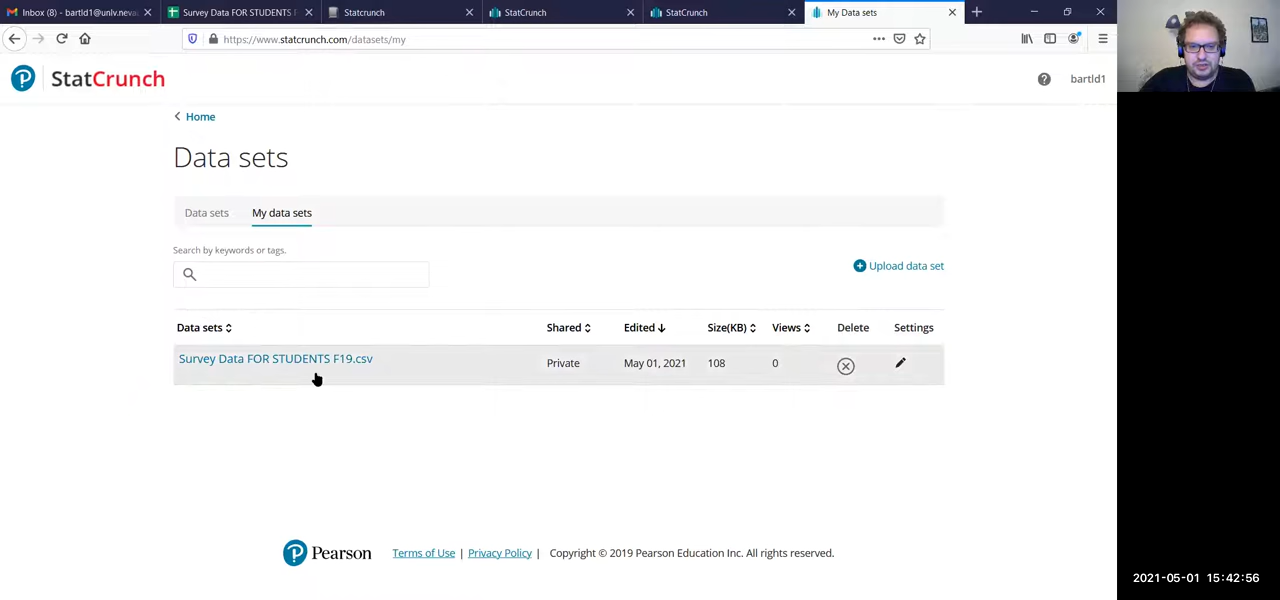 Inbox (8) - bartld1@univ.neva
Survey Data FOR STUDENTS F
Statcrunch
StatCrunch
StatCrunch
My Data sets
https://www.statcrunch.com/datasets/my
StatCrunch
bartld1
Home
Data sets
Data sets
My data sets
Search by keywords or tags.
Upload data set
Data sets Shared Edited Size(KB) Views Delete Settings
Survey Data FOR STUDENTS F19.csv Private May 01, 2021 108 0
Pearson Terms of Use | Privacy Policy | Copyright © 2019 Pearson Education Inc. All rights reserved.
2021-05-01 15:42:56